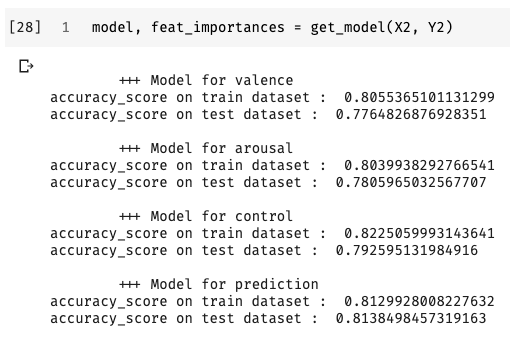 [28] 1 model, feat_importances = get_model(X2, Y2)
+++ Model for valence
accuracy_score on train dataset : 0.8055365101131299
accuracy_score on test dataset : 0.7764826876928351
+++ Model for arousal
accuracy_score on train dataset : 0.8039938292766541
accuracy_score on test dataset : 0.7805965032567707
+++ Model for control
accuracy_score on train dataset : 0.8225059993143641
accuracy_score on test dataset : 0.792595131984916
+++ Model for prediction
accuracy_score on train dataset : 0.8129928008227632
accuracy_score on test dataset : 0.8138498457319163